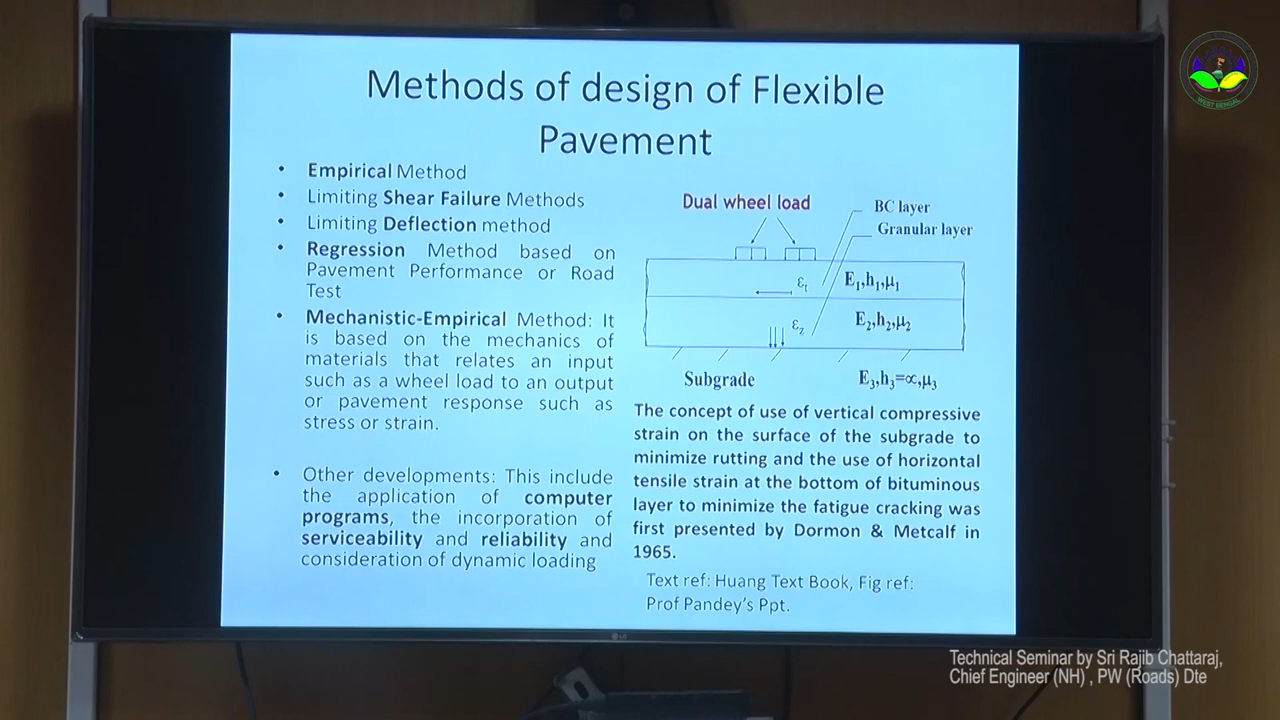 Methods of design of Flexible
Pavement
• Empirical Method
• Limiting Shear Failure Methods
• Limiting Deflection method
• Regression Method based on
Pavement Performance or Road
Test
• Mechanistic-Empirical Method: It
is based on the mechanics of
materials that relates an input
such as a wheel load to an output
or pavement response such as
stress or strain.
• Other developments: This include
the application of computer
programs, the incorporation of
serviceability and reliability and
consideration of dynamic loading
Dual wheel load
BC layer
Granular layer
εt
E1,h1,μ1
εz
E2,h2,μ2
Subgrade
E3,h3=∝,μ3
The concept of use of vertical compressive
strain on the surface of the subgrade to
minimize rutting and the use of horizontal
tensile strain at the bottom of bituminous
layer to minimize the fatigue cracking was
first presented by Dormon & Metcalf in
1965.
Text ref: Huang Text Book, Fig ref:
Prof Pandey's Ppt.
LG
WEST BENGAL
Technical Seminar by Sri Rajib Chattaraj,
Chief Engineer (NH) , PW (Roads) Dte